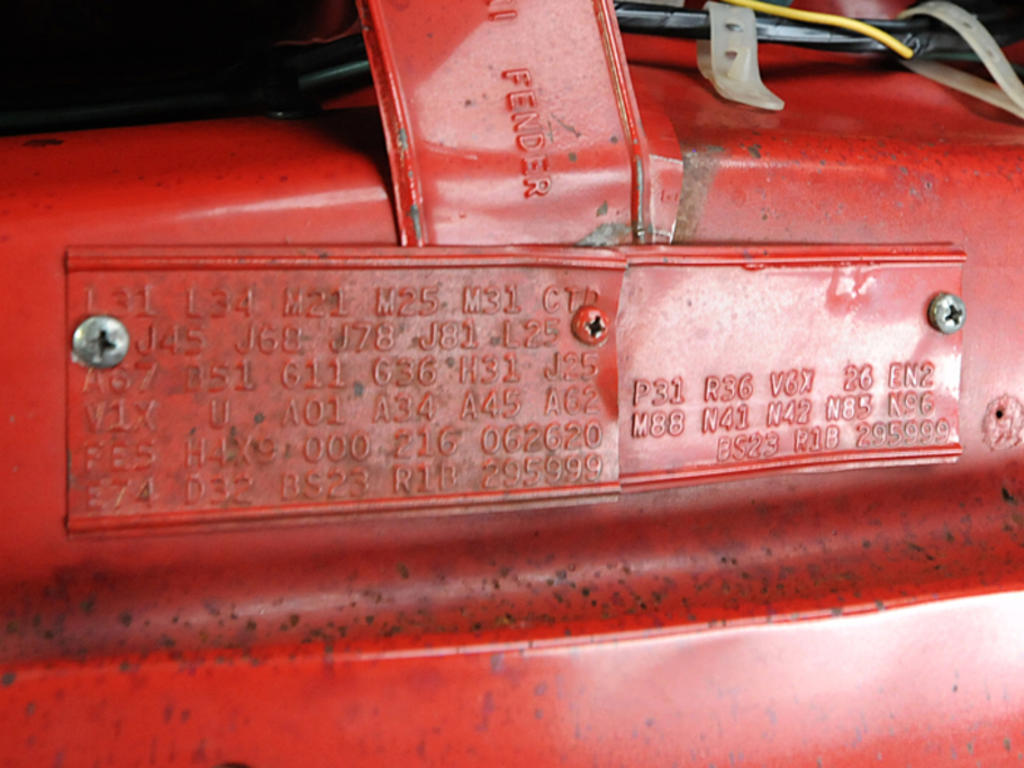 FENDER
L31 L34 M21 M25 M31 CTD
J45 J68 J78 J81 L25
A67 B51 G11 G36 H31 J25
V1X U A01 A34 A45 A62
FE5 H4X9 000 Z16 062620
E74 D32 BS23 R1B 295999
P31 R36 V6X 26 EN2
M88 N41 N42 N85 N96
BS23 R1B 295999